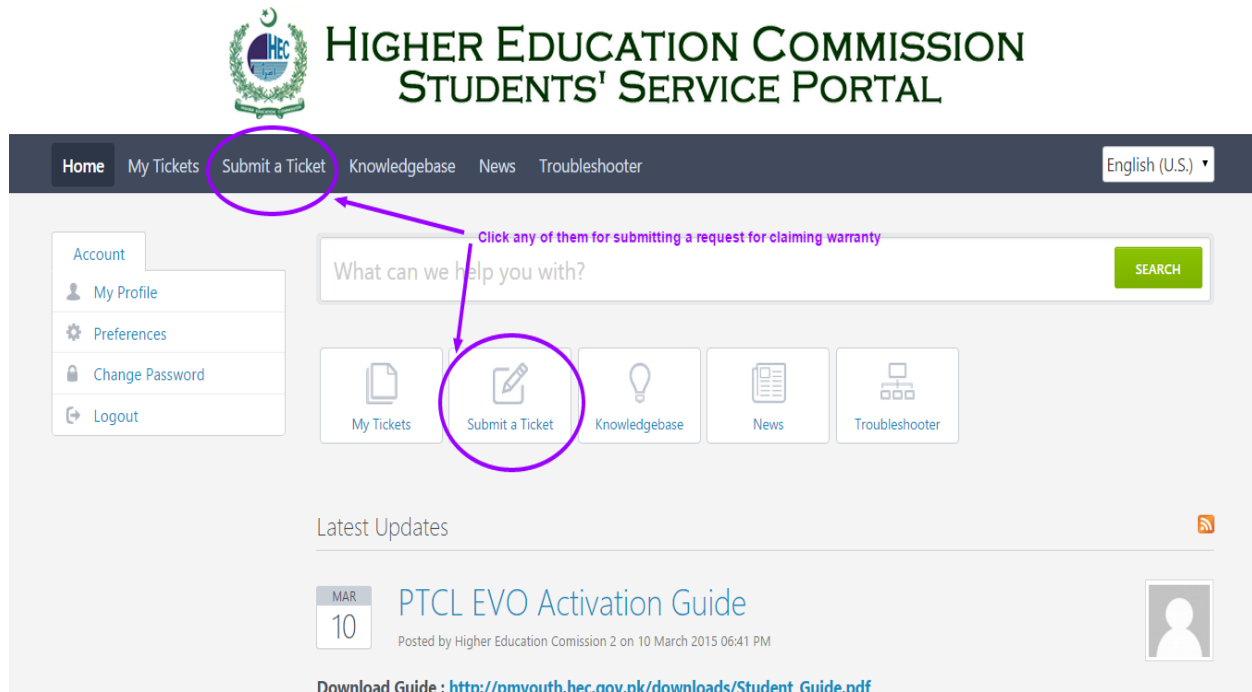 HEC
HIGHER EDUCATION COMMISSION
STUDENTS' SERVICE PORTAL
Home My Tickets Submit a Ticket Knowledgebase News Troubleshooter English (U.S.)
Click any of them for submitting a request for claiming warranty
Account
My Profile
Preferences
Change Password
Logout
What can we help you with? SEARCH
My Tickets Submit a Ticket Knowledgebase News Troubleshooter
Latest Updates
MAR
10
PTCL EVO Activation Guide
Posted by Higher Education Comission 2 on 10 March 2015 06:41 PM
Download Guide : http://pmyouth.hec.gov.pk/downloads/Student_Guide.pdf